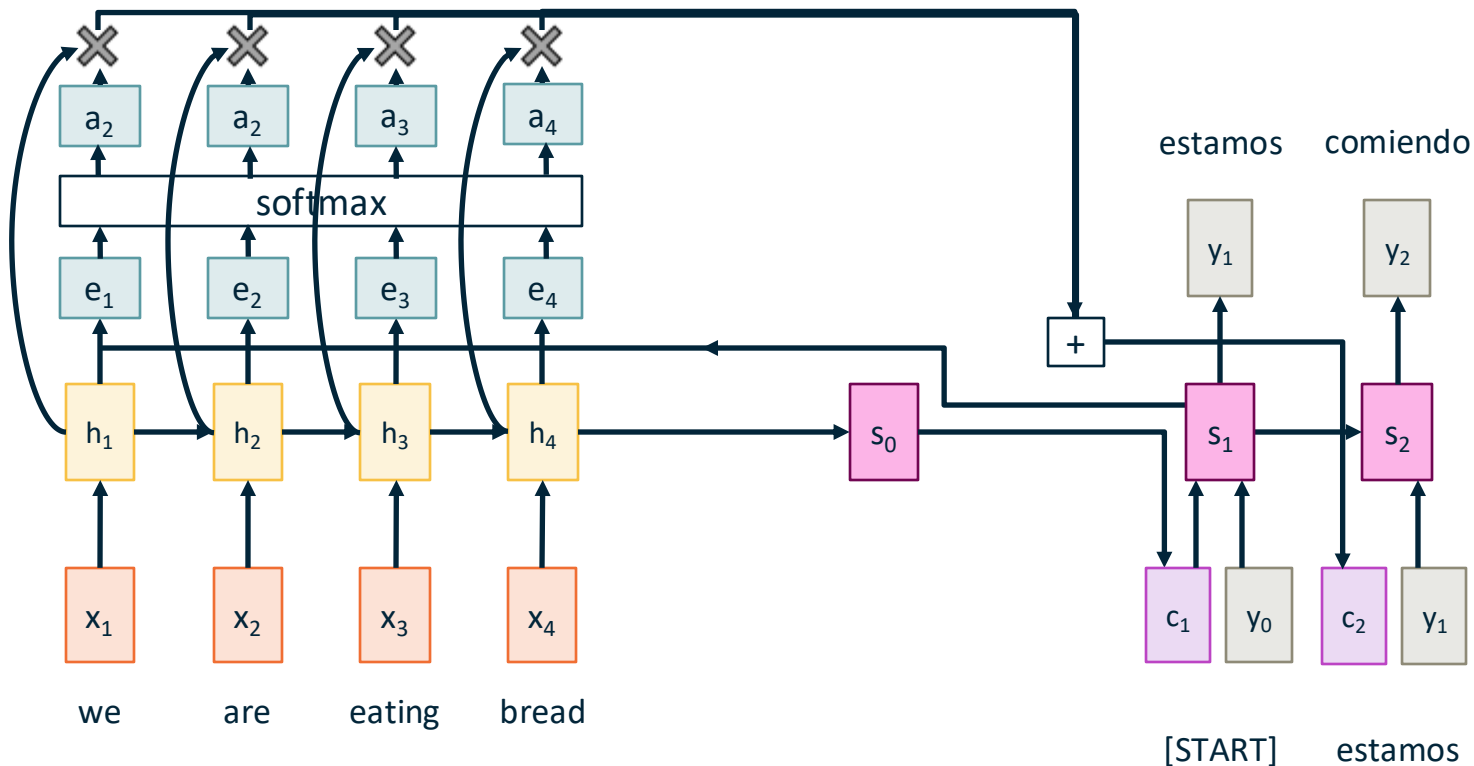 a₂ a₂ a₃ a₄
estamos comiendo
softmax
y₁ y₂
e₁ e₂ e₃ e₄
+
h₁ h₂ h₃ h₄ s₀ s₁ s₂
x₁ x₂ x₃ x₄ c₁ y₀ c₂ y₁
we are eating bread
[START] estamos